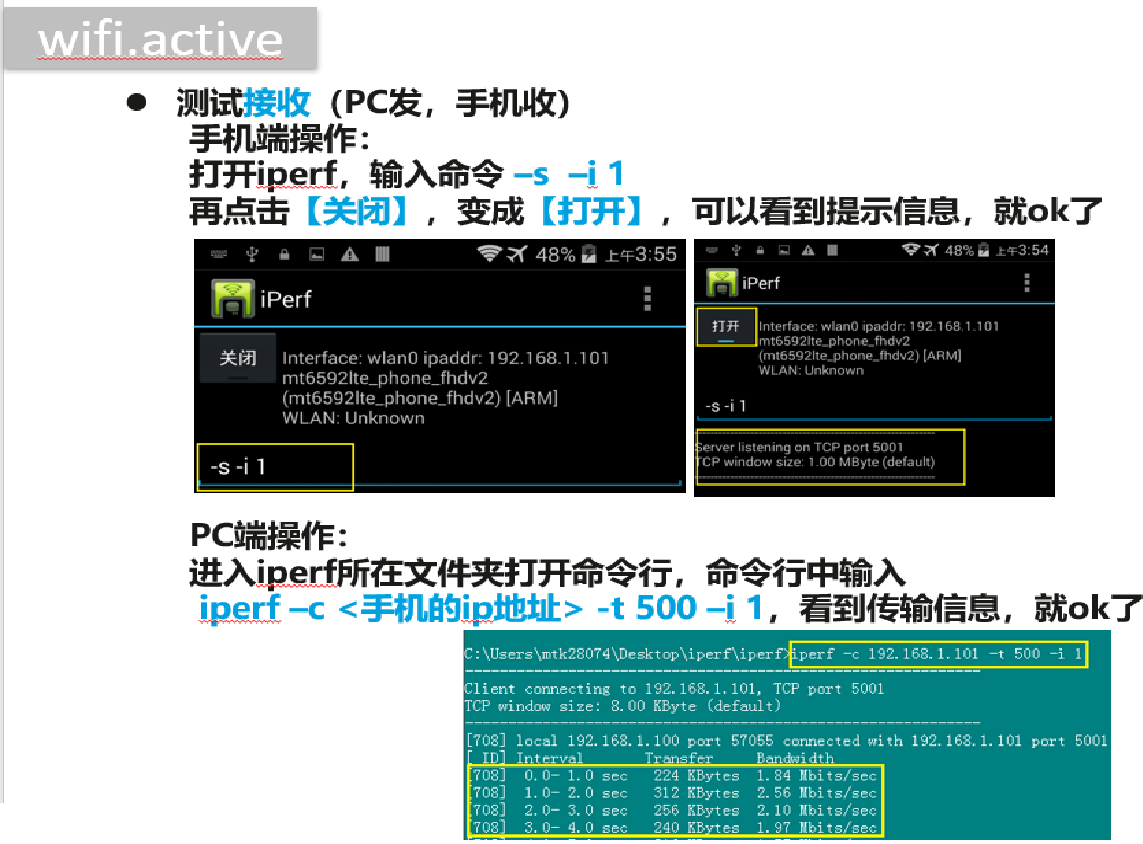 wifi.active
● 测试接收（PC发，手机收）
手机端操作：
打开iperf，输入命令 –s –i 1
再点击【关闭】，变成【打开】，可以看到提示信息，就ok了
48% 上午3:55
iPerf
关闭
Interface: wlan0 ipaddr: 192.168.1.101
mt6592lte_phone_fhdv2
(mt6592lte_phone_fhdv2) [ARM]
WLAN: Unknown
-s -i 1
48% 上午3:54
iPerf
打开
Interface: wlan0 ipaddr: 192.168.1.101
mt6592lte_phone_fhdv2
(mt6592lte_phone_fhdv2) [ARM]
WLAN: Unknown
-s -i 1
Server listening on TCP port 5001
TCP window size: 1.00 MByte (default)
PC端操作：
进入iperf所在文件夹打开命令行，命令行中输入
iperf –c <手机的ip地址> -t 500 –i 1，看到传输信息，就ok了
C:\Users\mtk28074\Desktop\iperf\iperf>iperf -c 192.168.1.101 -t 500 -i 1
------------------------------------------------------------
Client connecting to 192.168.1.101, TCP port 5001
TCP window size: 8.00 KByte (default)
------------------------------------------------------------
[708] local 192.168.1.100 port 57055 connected with 192.168.1.101 port 5001
[ ID] Interval Transfer Bandwidth
[708] 0.0- 1.0 sec 224 KBytes 1.84 Mbits/sec
[708] 1.0- 2.0 sec 312 KBytes 2.56 Mbits/sec
[708] 2.0- 3.0 sec 256 KBytes 2.10 Mbits/sec
[708] 3.0- 4.0 sec 240 KBytes 1.97 Mbits/sec